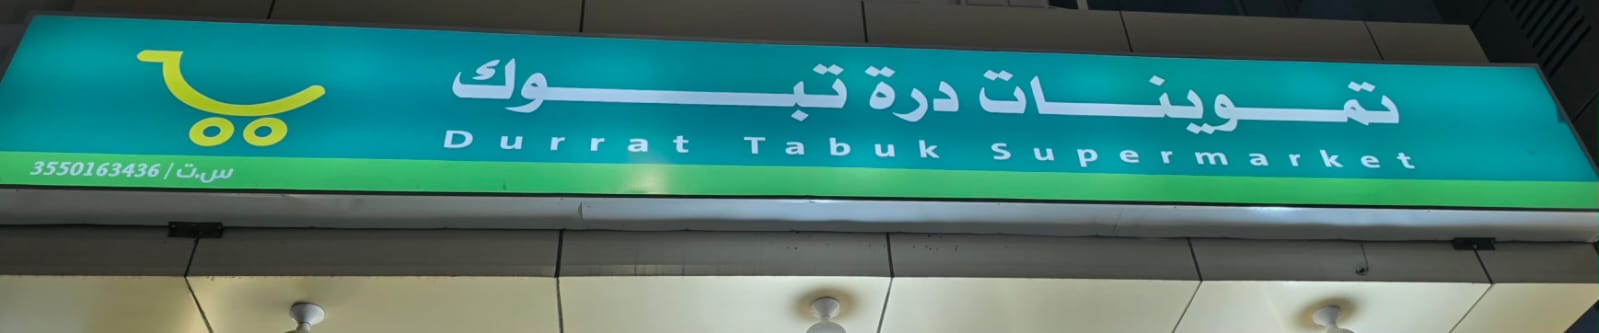 تموينات درة تبوك
Durrat Tabuk Supermarket
س.ت / 3550163436